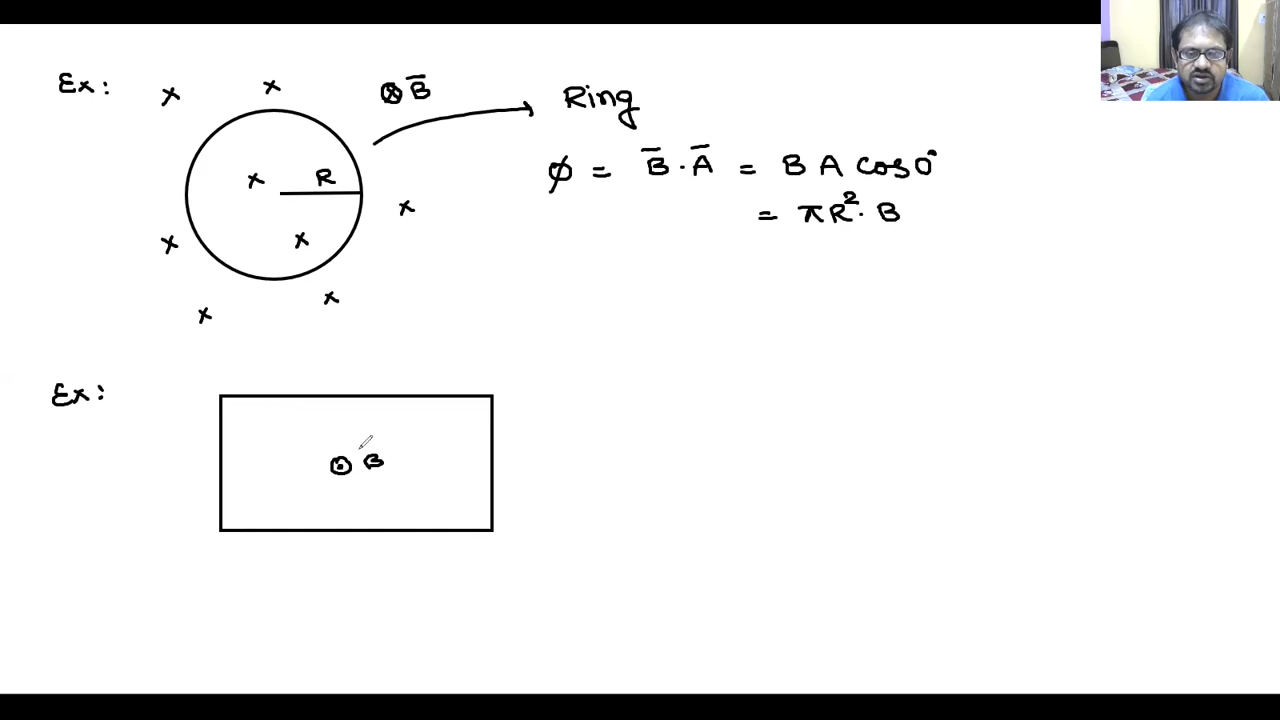 Ex:
⊗ B̅
Ring
R
ϕ = B̅ · A̅ = B A cos 0°
= πR² · B
Ex:
⊙ B